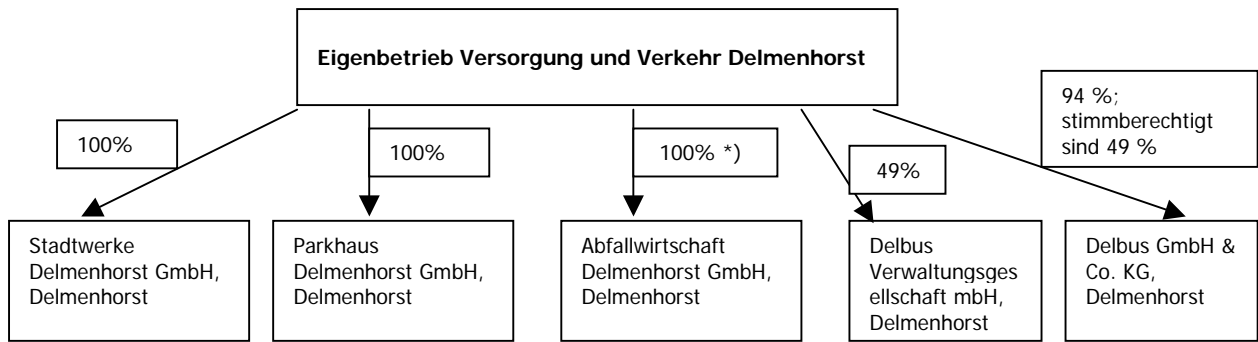 Eigenbetrieb Versorgung und Verkehr Delmenhorst
100%
100%
100% *)
49%
94 %;
stimmberechtigt
sind 49 %
Stadtwerke
Delmenhorst GmbH,
Delmenhorst
Parkhaus
Delmenhorst GmbH,
Delmenhorst
Abfallwirtschaft
Delmenhorst GmbH,
Delmenhorst
Delbus
Verwaltungsges
ellschaft mbH,
Delmenhorst
Delbus GmbH &
Co. KG,
Delmenhorst